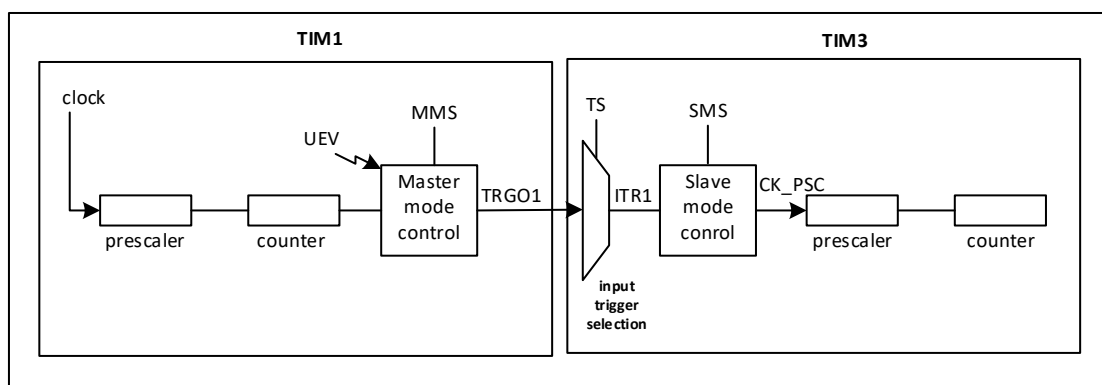 TIM1
TIM3
clock
UEV
MMS
TS
SMS
Master
mode
control
TRGO1
ITR1
Slave
mode
conrol
CK_PSC
prescaler
counter
prescaler
counter
input
trigger
selection